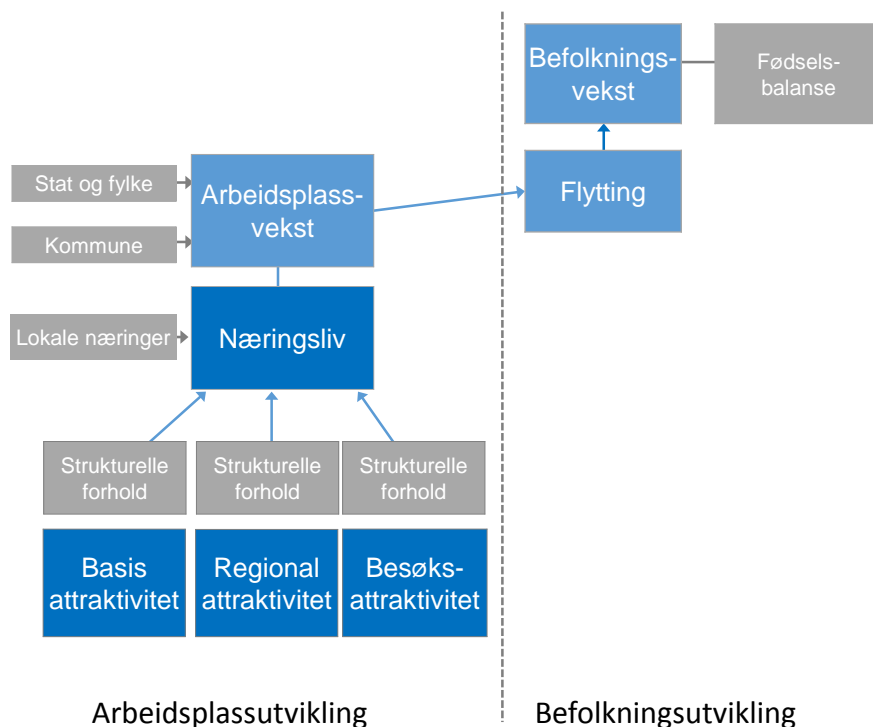 Befolknings-
vekst
Fødsels-
balanse
Stat og fylke
Arbeidsplass-
vekst
Flytting
Kommune
Lokale næringer
Næringsliv
Strukturelle
forhold
Strukturelle
forhold
Strukturelle
forhold
Basis
attraktivitet
Regional
attraktivitet
Besøks-
attraktivitet
Arbeidsplassutvikling
Befolkningsutvikling